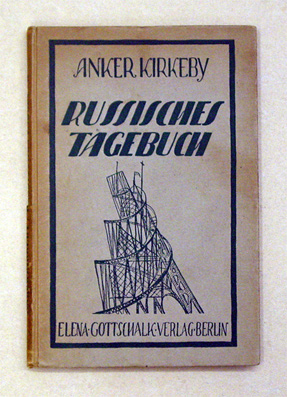 ANKER KIRKEBY
RUSSISCHES
TAGEBUCH
ELENA·GOTTSCHALK·VERLAG·BERLIN